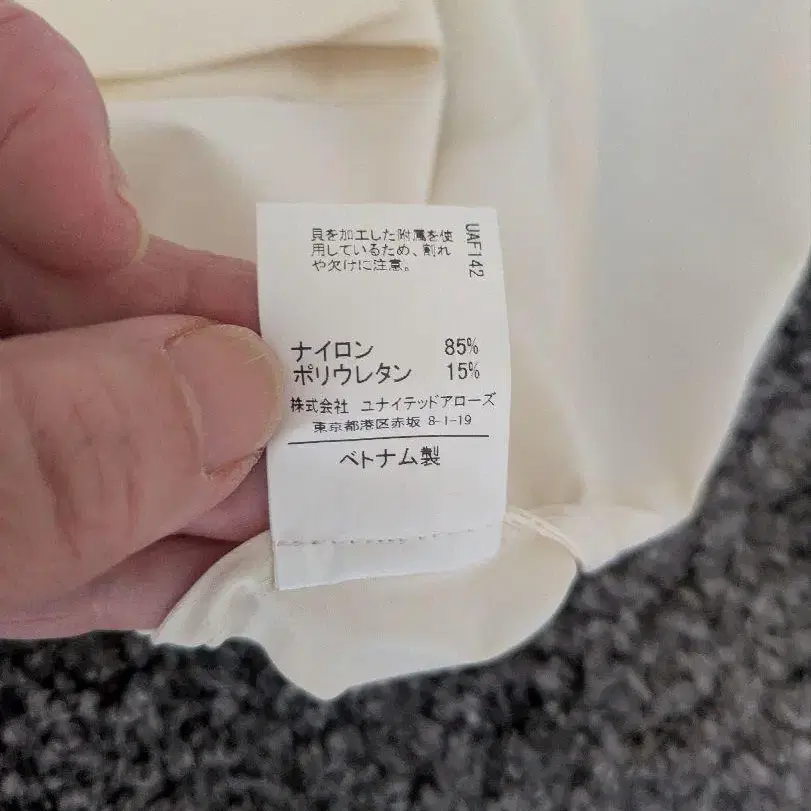 貝を加工した附属を使
用しているため、割れ
や欠けに注意。
UAF142
ナイロン 85%
ポリウレタン 15%
株式会社 ユナイテッドアローズ
東京都港区赤坂 8-1-19
ベトナム製